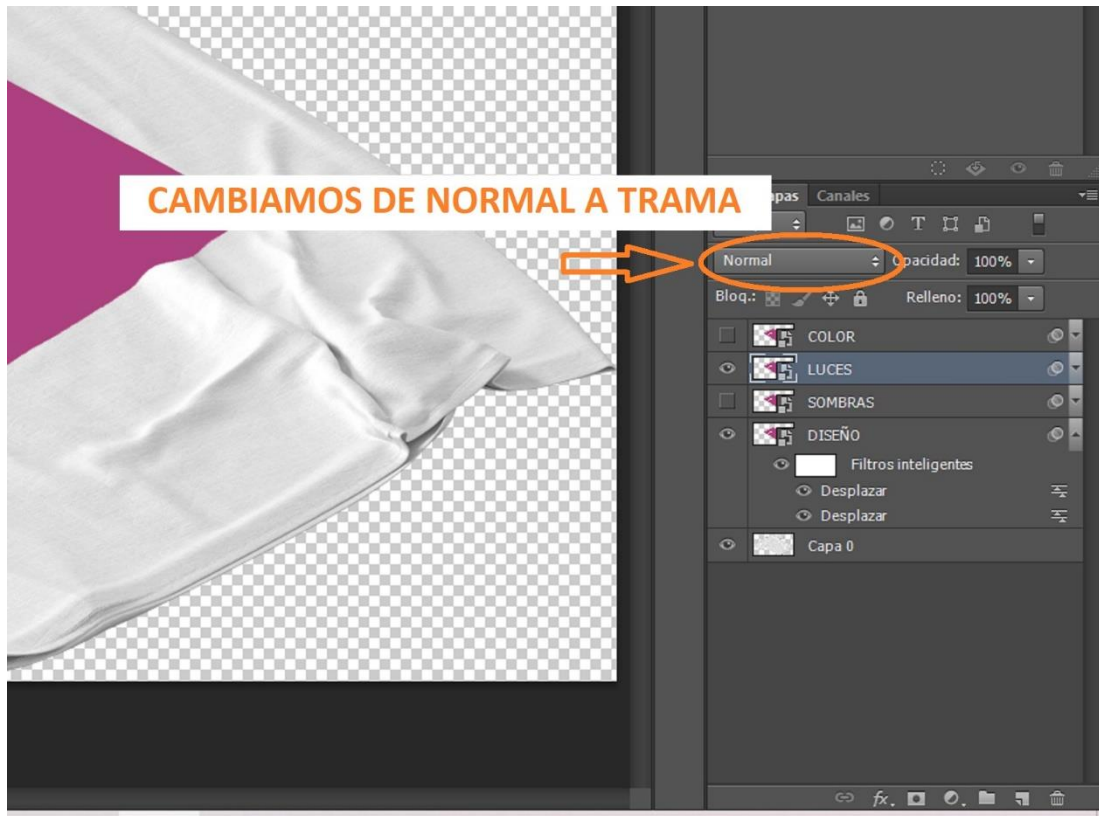 CAMBIAMOS DE NORMAL A TRAMA
Canales
T
Normal Opacidad: 100%
Bloq.: Relleno: 100%
COLOR
LUCES
SOMBRAS
DISEÑO
Filtros inteligentes
Desplazar
Desplazar
Capa 0
fx.